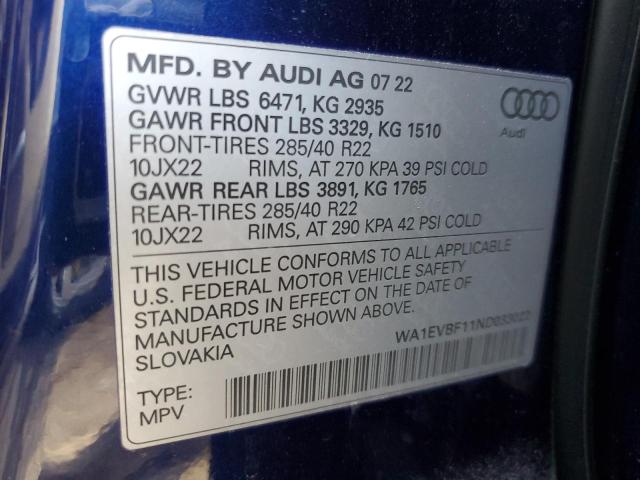 MFD. BY AUDI AG 07 22
GVWR LBS 6471, KG 2935
GAWR FRONT LBS 3329, KG 1510
FRONT-TIRES 285/40 R22
10JX22 RIMS, AT 270 KPA 39 PSI COLD
GAWR REAR LBS 3891, KG 1765
REAR-TIRES 285/40 R22
10JX22 RIMS, AT 290 KPA 42 PSI COLD
Audi
THIS VEHICLE CONFORMS TO ALL APPLICABLE
U.S. FEDERAL MOTOR VEHICLE SAFETY
STANDARDS IN EFFECT ON THE DATE OF
MANUFACTURE SHOWN ABOVE.
SLOVAKIA
TYPE:
MPV